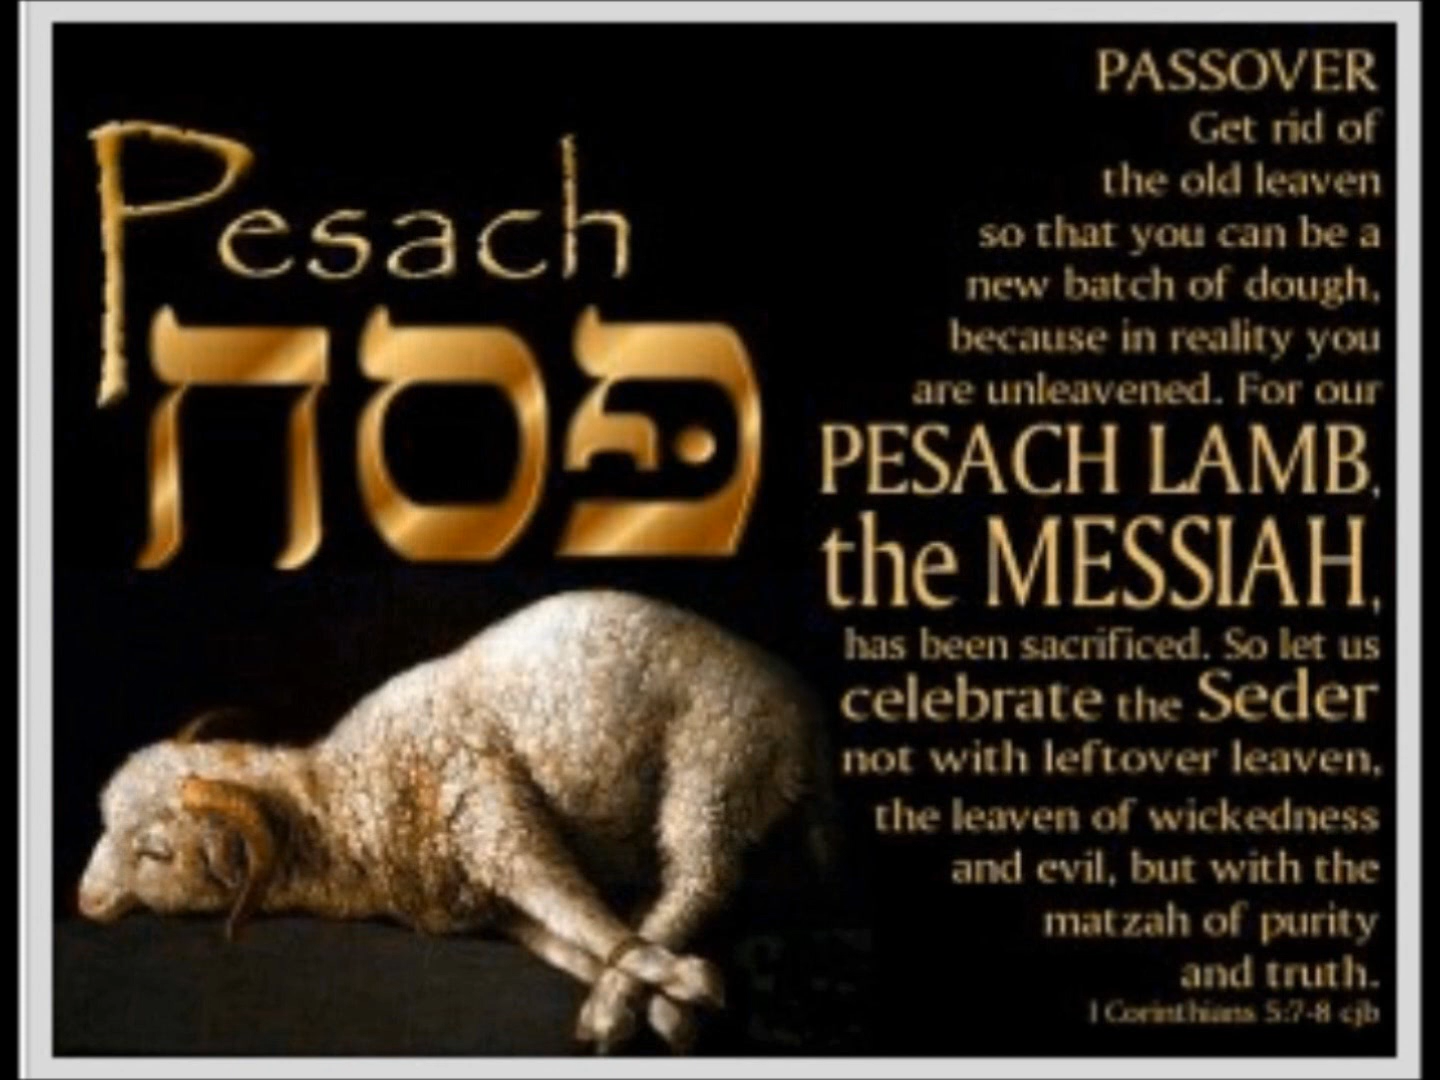 Pesach
פּסח
PASSOVER
Get rid of
the old leaven
so that you can be a
new batch of dough,
because in reality you
are unleavened. For our
PESACH LAMB,
the MESSIAH,
has been sacrificed. So let us
celebrate the Seder
not with leftover leaven,
the leaven of wickedness
and evil, but with the
matzah of purity
and truth.
1 Corinthians 5:7-8 cjb